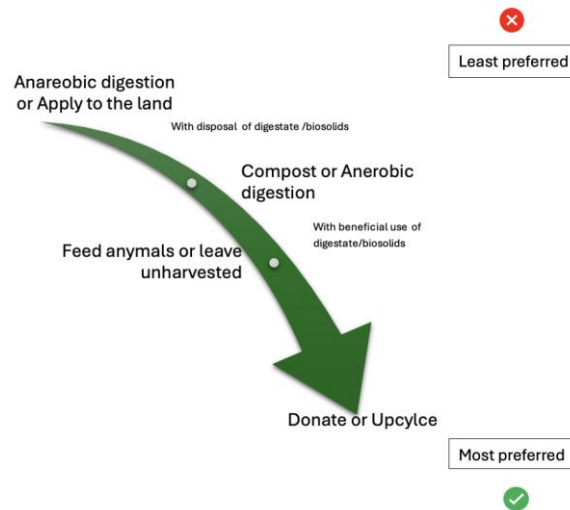 Least preferred
Anareobic digestion
or Apply to the land
With disposal of digestate /biosolids
Compost or Anerobic
digestion
With beneficial use of
digestate/biosolids
Feed anymals or leave
unharvested
Donate or Upcylce
Most preferred